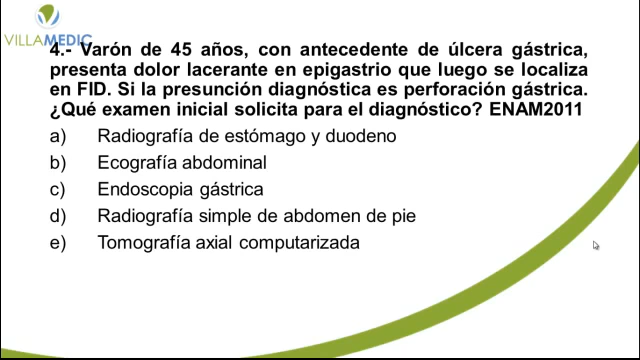 VILLAMEDIC
4.- Varón de 45 años, con antecedente de úlcera gástrica,
presenta dolor lacerante en epigastrio que luego se localiza
en FID. Si la presunción diagnóstica es perforación gástrica.
¿Qué examen inicial solicita para el diagnóstico? ENAM2011
a) Radiografía de estómago y duodeno
b) Ecografía abdominal
c) Endoscopia gástrica
d) Radiografía simple de abdomen de pie
e) Tomografía axial computarizada